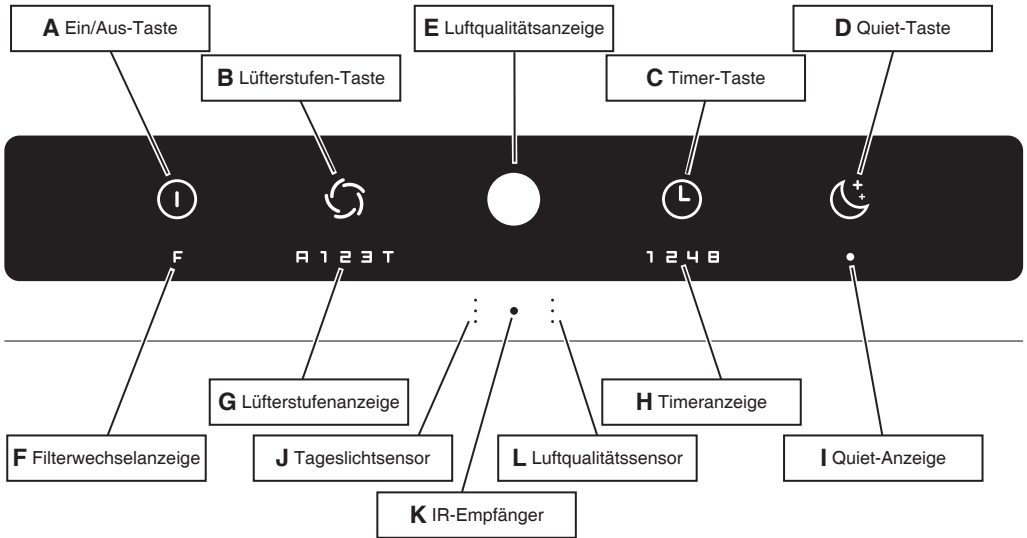 A Ein/Aus-Taste
E Luftqualitätsanzeige
D Quiet-Taste
B Lüfterstufen-Taste
C Timer-Taste
F
A 1 2 3 T
1 2 4 8
G Lüfterstufenanzeige
H Timeranzeige
F Filterwechselanzeige
J Tageslichtsensor
L Luftqualitätssensor
I Quiet-Anzeige
K IR-Empfänger